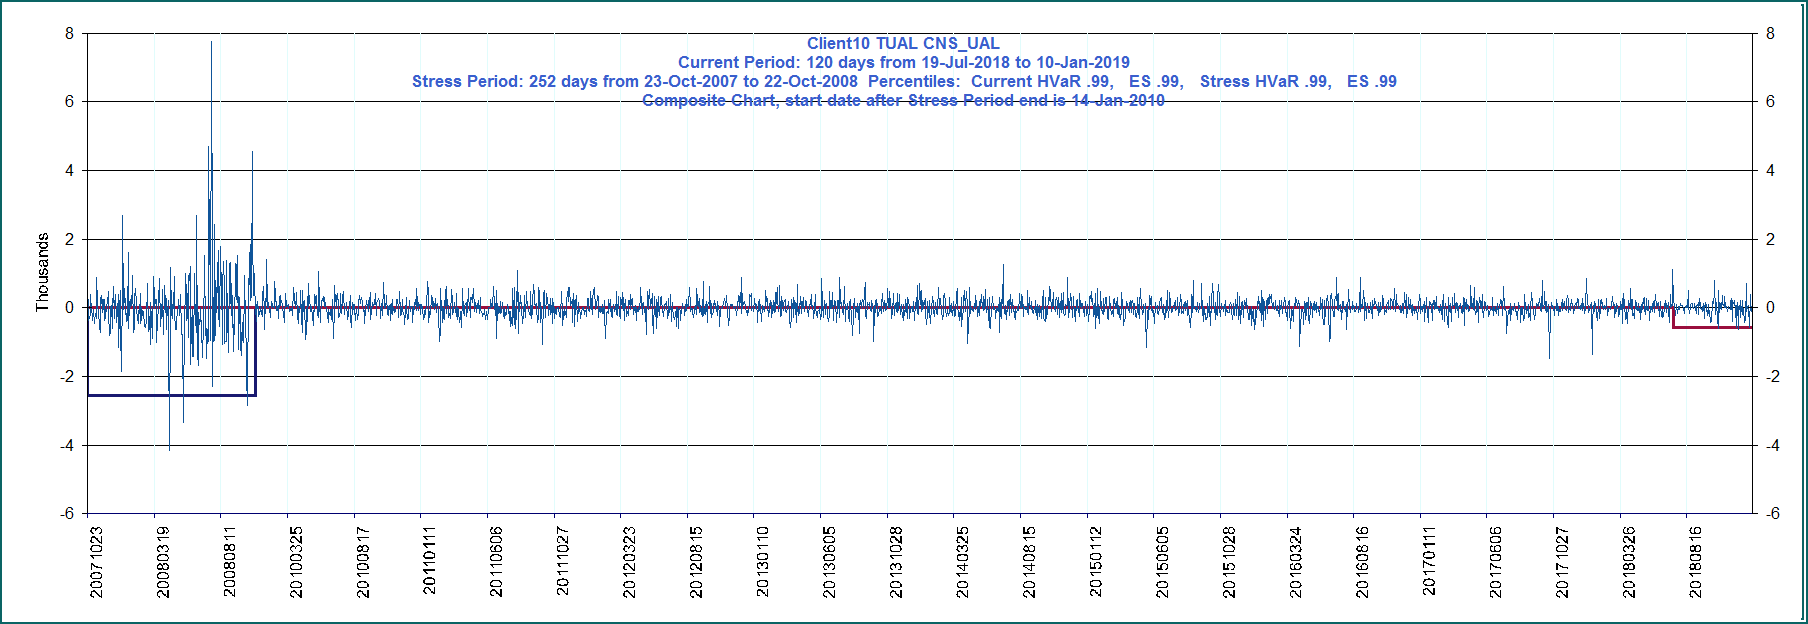 Client10 TUAL CNS_UAL
Current Period: 120 days from 19-Jul-2018 to 10-Jan-2019
Stress Period: 252 days from 23-Oct-2007 to 22-Oct-2008 Percentiles: Current HVaR .99, ES .99, Stress HVaR .99, ES .99
Composite Chart, start date after Stress Period end is 14-Jan-2010
8 8
6 6
4 4
2 2
Thousands
0 0
-2 -2
-4 -4
-6 -6
20071023 20080319 20080811 20100325 20100817 20110111 20110606 20111027 20120323 20120815 20130110 20130605 20131028 20140325 20140815 20150112 20150605 20151028 20160324 20160816 20170111 20170606 20171027 20180326 20180816